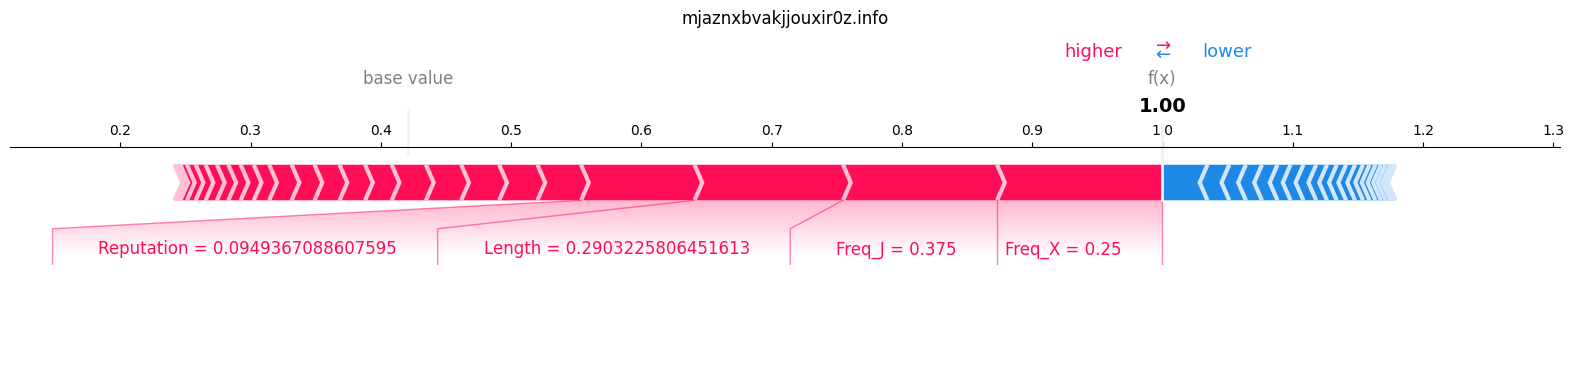 mjaznxbvakjjouxir0z.info
higher ⇄ lower
base value f(x)
1.00
0.2 0.3 0.4 0.5 0.6 0.7 0.8 0.9 1.0 1.1 1.2 1.3
Reputation = 0.0949367088607595 Length = 0.2903225806451613 Freq_J = 0.375 Freq_X = 0.25